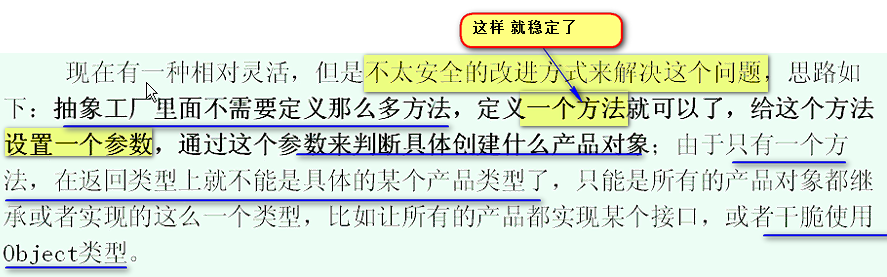 这样 就稳定了
现在有一种相对灵活，但是不太安全的改进方式来解决这个问题，思路如
下：抽象工厂里面不需要定义那么多方法，定义一个方法就可以了，给这个方法
设置一个参数，通过这个参数来判断具体创建什么产品对象；由于只有一个方
法，在返回类型上就不能是具体的某个产品类型了，只能是所有的产品对象都继
承或者实现的这么一个类型，比如让所有的产品都实现某个接口，或者干脆使用
Object类型。